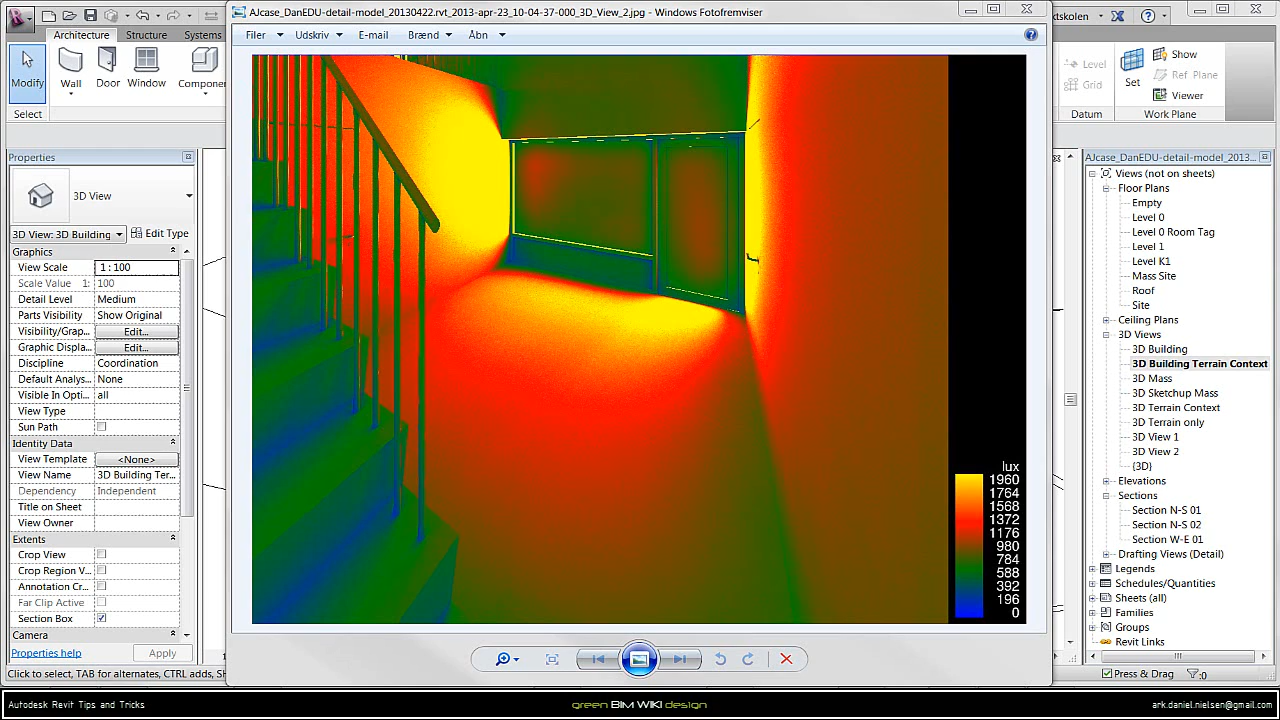 AJcase_DanEDU-detail-model_20130422.rvt_2013-apr-23_10-04-37-000_3D_View_2.jpg - Windows Fotofremviser
Filer Udskriv E-mail Brænd Åbn
Architecture Structure Systems
Modify Wall Door Window Compone
Select
Level
Grid
Datum
Set
Show
Ref Plane
Viewer
Work Plane
Properties
3D View
3D View: 3D Building Edit Type
Graphics
View Scale 1 : 100
Scale Value 1: 100
Detail Level Medium
Parts Visibility Show Original
Visibility/Grap... Edit...
Graphic Displa... Edit...
Discipline Coordination
Default Analys... None
Visible In Opti... all
View Type
Sun Path
Identity Data
View Template <None>
View Name 3D Building Ter...
Dependency Independent
Title on Sheet
View Owner
Extents
Crop View
Crop Region V...
Annotation Cr...
Far Clip Active
Section Box
Camera
Properties help Apply
Click to select, TAB for alternates, CTRL adds, S
lux
1960
1764
1568
1372
1176
980
784
588
392
196
0
AJcase_DanEDU-detail-model_2013...
Views (not on sheets)
Floor Plans
Empty
Level 0
Level 0 Room Tag
Level 1
Level K1
Mass Site
Roof
Site
Ceiling Plans
3D Views
3D Building
3D Building Terrain Context
3D Mass
3D Sketchup Mass
3D Terrain Context
3D Terrain only
3D View 1
3D View 2
{3D}
Elevations
Sections
Section N-S 01
Section N-S 02
Section W-E 01
Drafting Views (Detail)
Legends
Schedules/Quantities
Sheets (all)
Families
Groups
Revit Links
Press & Drag :0
Autodesk Revit Tips and Tricks
green BIM WIKI design
ark.daniel.nielsen@gmail.com